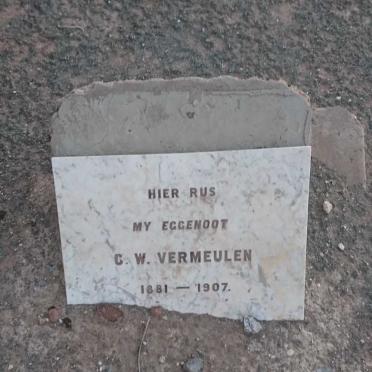 HIER RUS
MY EGGENOOT
C. W. VERMEULEN
1881 — 1907.